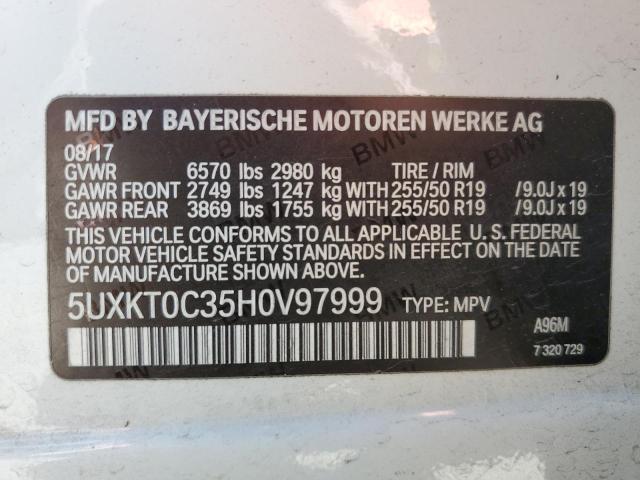 MFD BY BAYERISCHE MOTOREN WERKE AG
08/17
GVWR 6570 lbs 2980 kg TIRE / RIM
GAWR FRONT 2749 lbs 1247 kg WITH 255/50 R19 /9.0J x 19
GAWR REAR 3869 lbs 1755 kg WITH 255/50 R19 /9.0J x 19
THIS VEHICLE CONFORMS TO ALL APPLICABLE U.S. FEDERAL
MOTOR VEHICLE SAFETY STANDARDS IN EFFECT ON THE DATE
OF MANUFACTURE SHOWN ABOVE.
5UXKT0C35H0V97999 TYPE: MPV
A96M
7 320 729